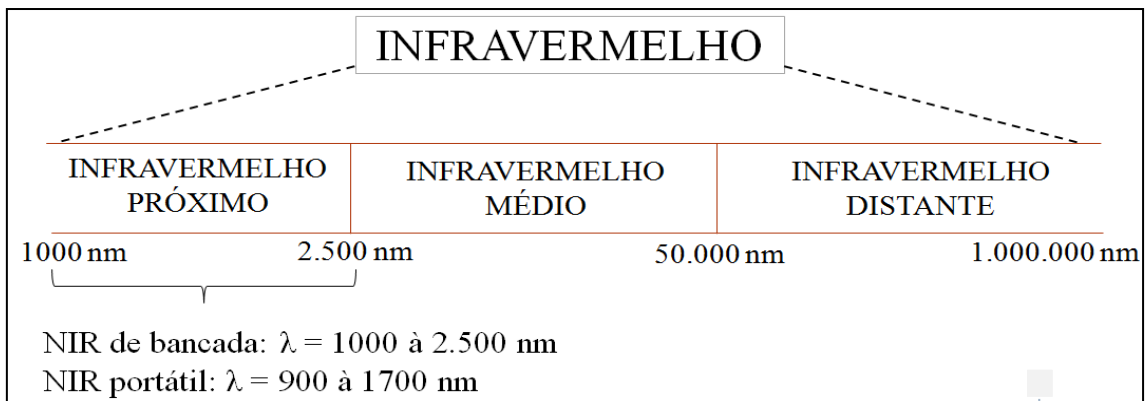 INFRAVERMELHO
INFRAVERMELHO PRÓXIMO
INFRAVERMELHO MÉDIO
INFRAVERMELHO DISTANTE
1000 nm 2.500 nm 50.000 nm 1.000.000 nm
NIR de bancada: λ = 1000 à 2.500 nm
NIR portátil: λ = 900 à 1700 nm